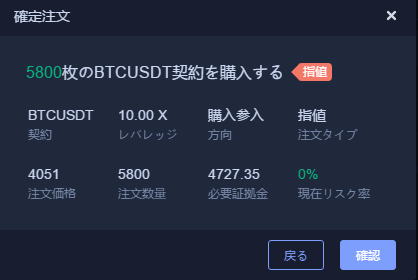 確定注文 ×
5800枚のBTCUSDT契約を購入する 指値
BTCUSDT 10.00 X 購入参入 指値
契約 レバレッジ 方向 注文タイプ
4051 5800 4727.35 0%
注文価格 注文数量 必要証拠金 現在リスク率
戻る 確認